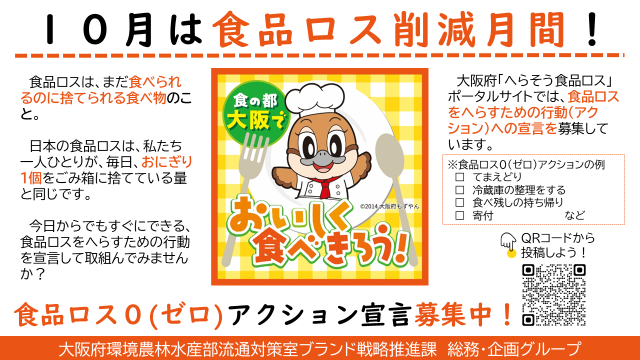 １０月は食品ロス削減月間！
食品ロスは、まだ食べられ
るのに捨てられる食べ物のこ
と。
日本の食品ロスは、私たち
一人ひとりが、毎日、おにぎり
1個をごみ箱に捨てている量
と同じです。
今日からでもすぐにできる、
食品ロスをへらすための行動
を宣言して取組んでみません
か？
食の都
大阪で
©2014 大阪府もずやん
おいしく
食べきろう!
大阪府「へらそう食品ロス」
ポータルサイトでは、食品ロス
をへらすための行動（アク
ション）への宣言を募集して
います。
※食品ロス０(ゼロ)アクションの例
□ てまえどり
□ 冷蔵庫の整理をする
□ 食べ残しの持ち帰り
□ 寄付 など
QRコードから
投稿しよう！
食品ロス０(ゼロ)アクション宣言募集中！
大阪府環境農林水産部流通対策室ブランド戦略推進課 総務・企画グループ